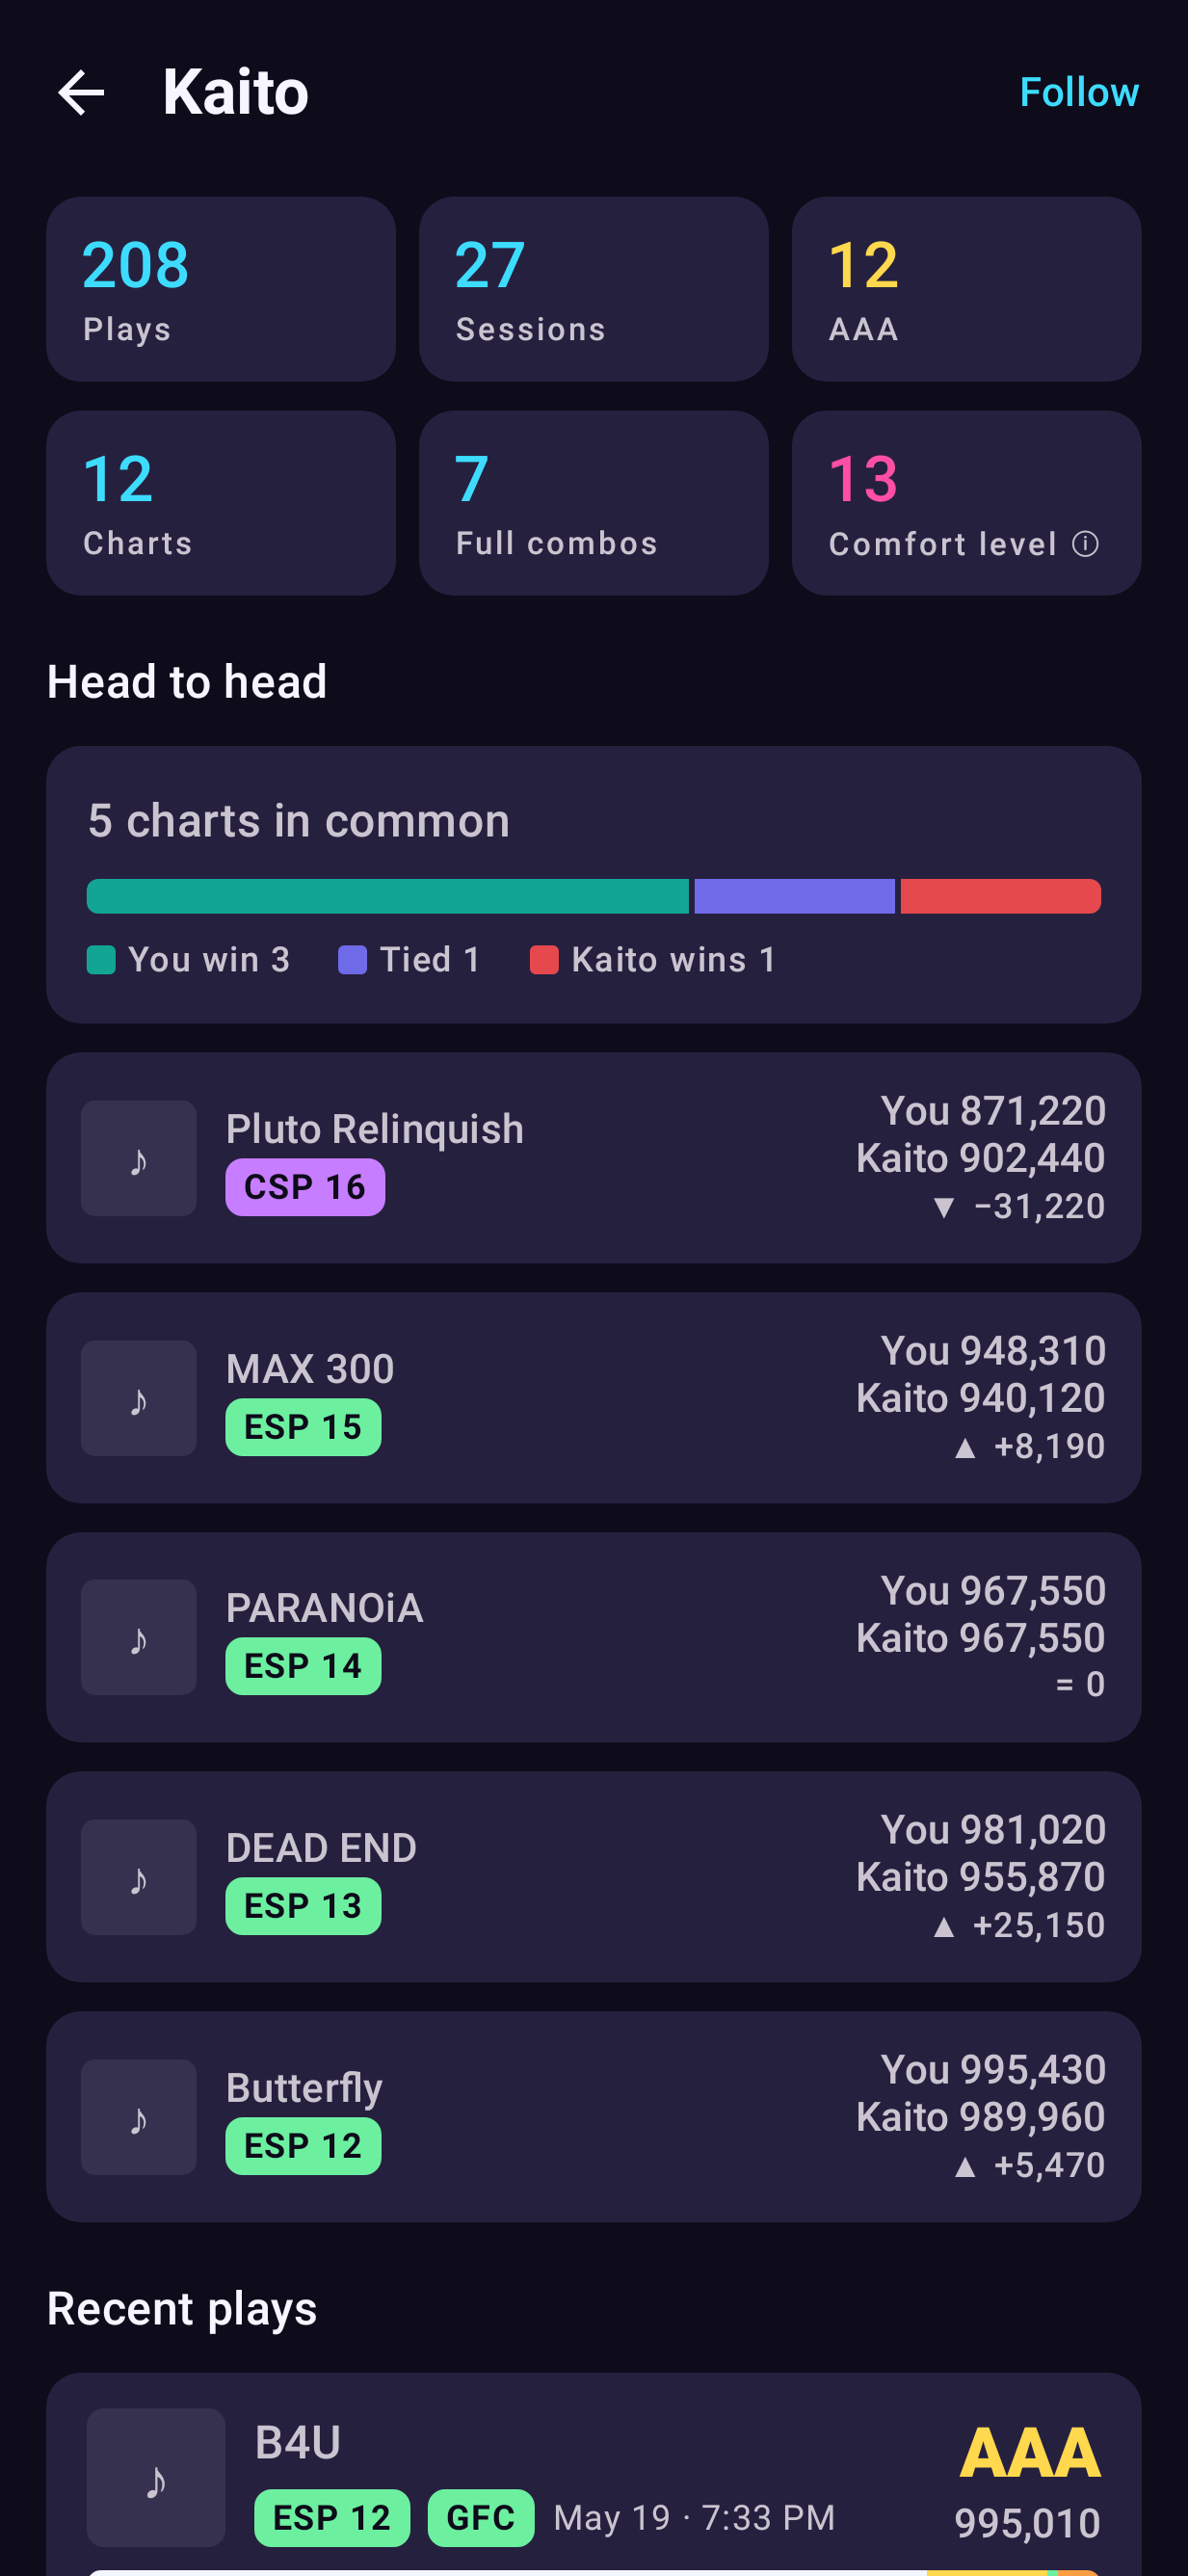 Kaito
Follow
208
Plays
27
Sessions
12
AAA
12
Charts
7
Full combos
13
Comfort level ⓘ
Head to head
5 charts in common
You win 3
Tied 1
Kaito wins 1
Pluto Relinquish
CSP 16
You 871,220
Kaito 902,440
▼ −31,220
MAX 300
ESP 15
You 948,310
Kaito 940,120
▲ +8,190
PARANOiA
ESP 14
You 967,550
Kaito 967,550
= 0
DEAD END
ESP 13
You 981,020
Kaito 955,870
▲ +25,150
Butterfly
ESP 12
You 995,430
Kaito 989,960
▲ +5,470
Recent plays
B4U
ESP 12
GFC
May 19 · 7:33 PM
AAA
995,010